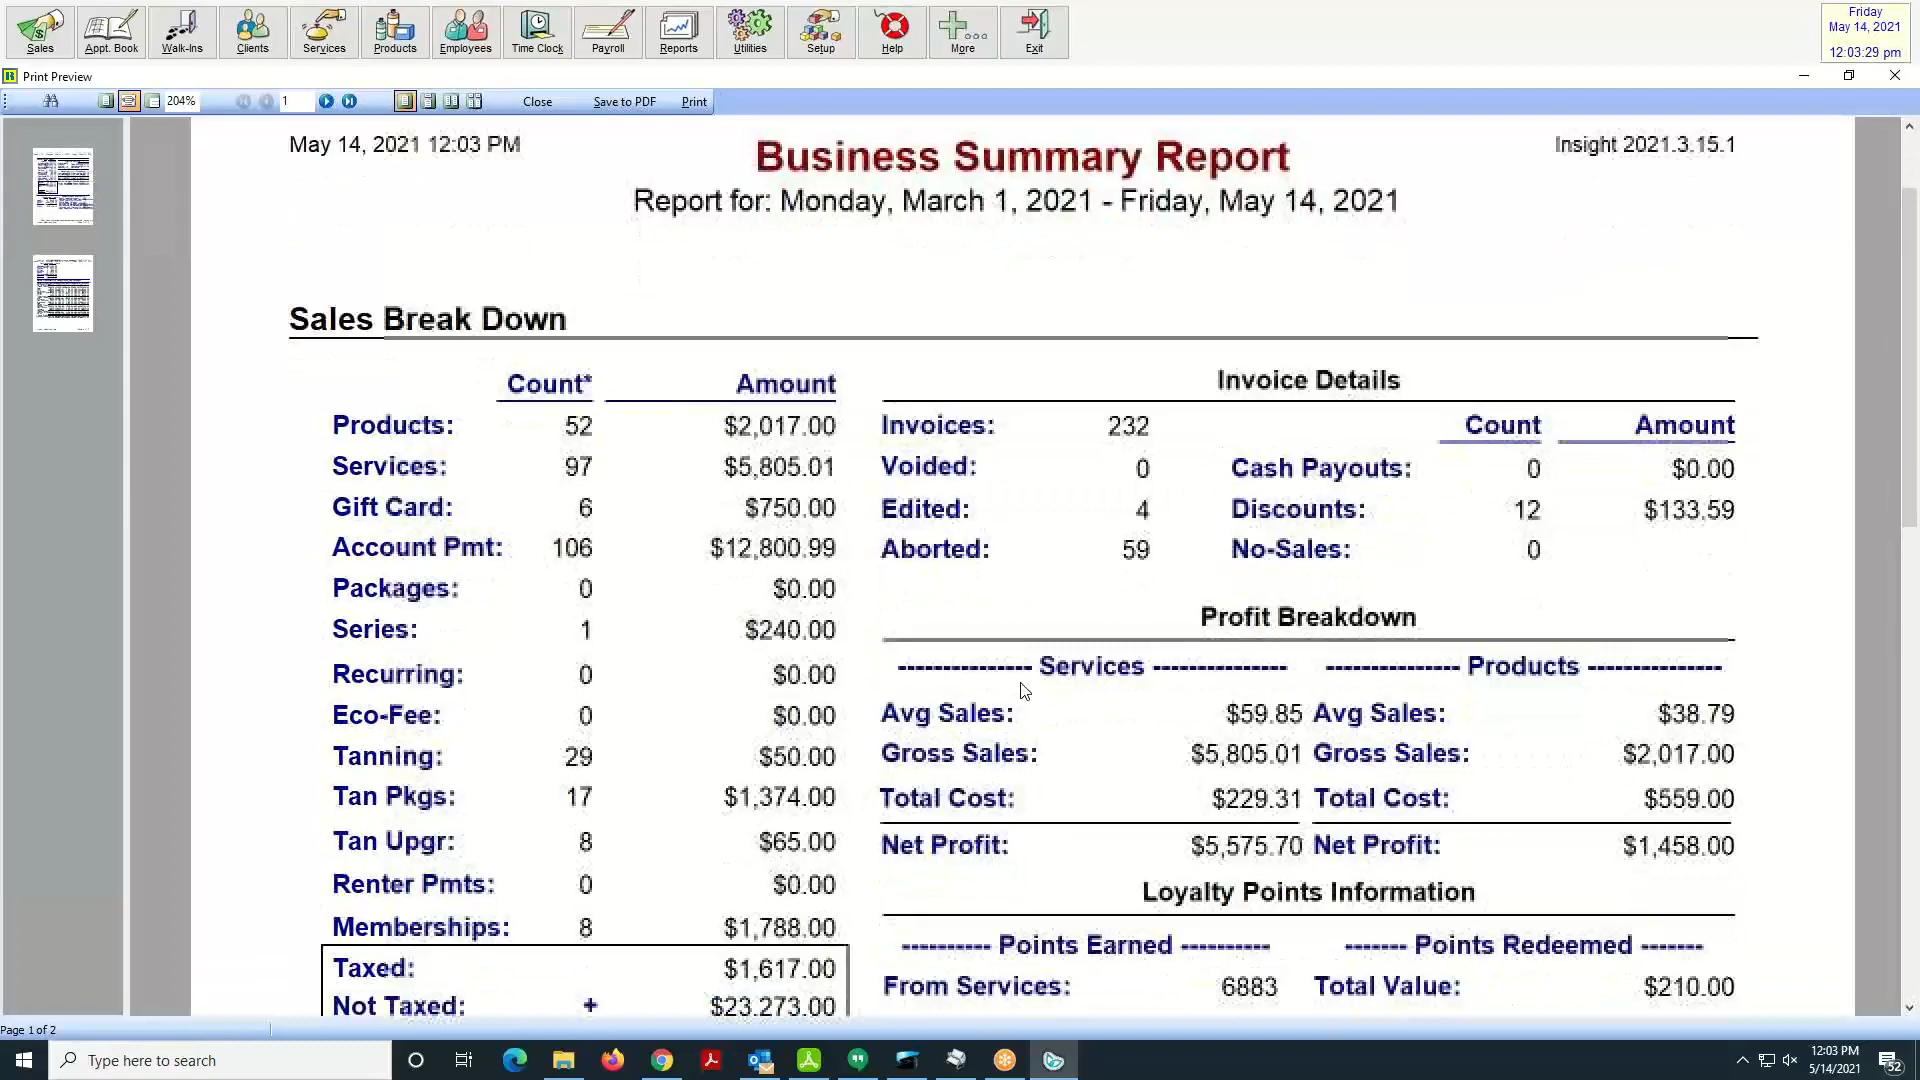 Sales Appt. Book Walk-Ins Clients Services Products Employees Time Clock Payroll Reports Utilities Setup Help More Exit
Friday
May 14, 2021
12:03:29 pm
Print Preview
204% 1 Close Save to PDF Print
May 14, 2021 12:03 PM
Business Summary Report
Insight 2021.3.15.1
Report for: Monday, March 1, 2021 - Friday, May 14, 2021
Sales Break Down
Count* Amount
Products: 52 $2,017.00
Services: 97 $5,805.01
Gift Card: 6 $750.00
Account Pmt: 106 $12,800.99
Packages: 0 $0.00
Series: 1 $240.00
Recurring: 0 $0.00
Eco-Fee: 0 $0.00
Tanning: 29 $50.00
Tan Pkgs: 17 $1,374.00
Tan Upgr: 8 $65.00
Renter Pmts: 0 $0.00
Memberships: 8 $1,788.00
Taxed: $1,617.00
Not Taxed: + $23,273.00
Invoice Details
Invoices: 232 Count Amount
Voided: 0 Cash Payouts: 0 $0.00
Edited: 4 Discounts: 12 $133.59
Aborted: 59 No-Sales: 0
Profit Breakdown
--------------- Services --------------- --------------- Products ---------------
Avg Sales: $59.85 Avg Sales: $38.79
Gross Sales: $5,805.01 Gross Sales: $2,017.00
Total Cost: $229.31 Total Cost: $559.00
Net Profit: $5,575.70 Net Profit: $1,458.00
Loyalty Points Information
---------- Points Earned ---------- ------- Points Redeemed -------
From Services: 6883 Total Value: $210.00
Page 1 of 2
Type here to search
12:03 PM
5/14/2021
52